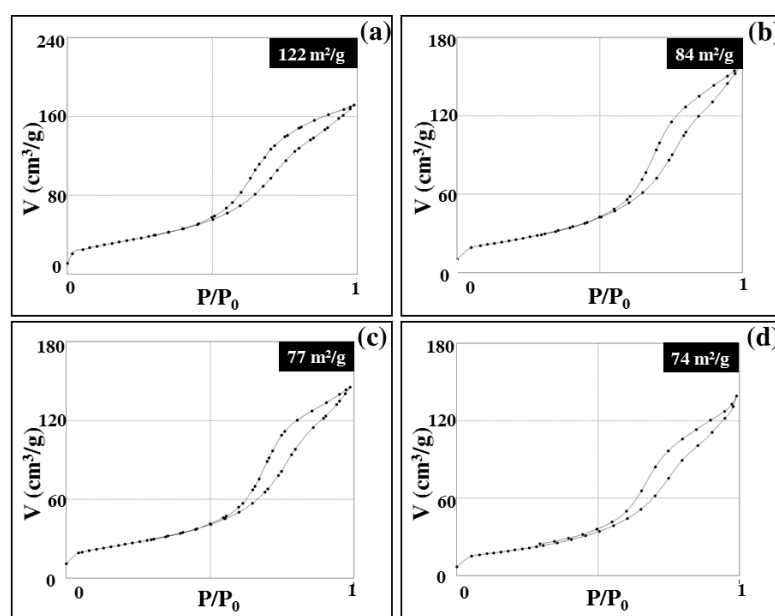 (a)
122 m²/g
240
160
80
0
V (cm³/g)
0
1
P/P₀
(b)
84 m²/g
180
120
60
0
V (cm³/g)
0
1
P/P₀
(c)
77 m²/g
180
120
60
0
V (cm³/g)
0
1
P/P₀
(d)
74 m²/g
180
120
60
0
V (cm³/g)
0
1
P/P₀